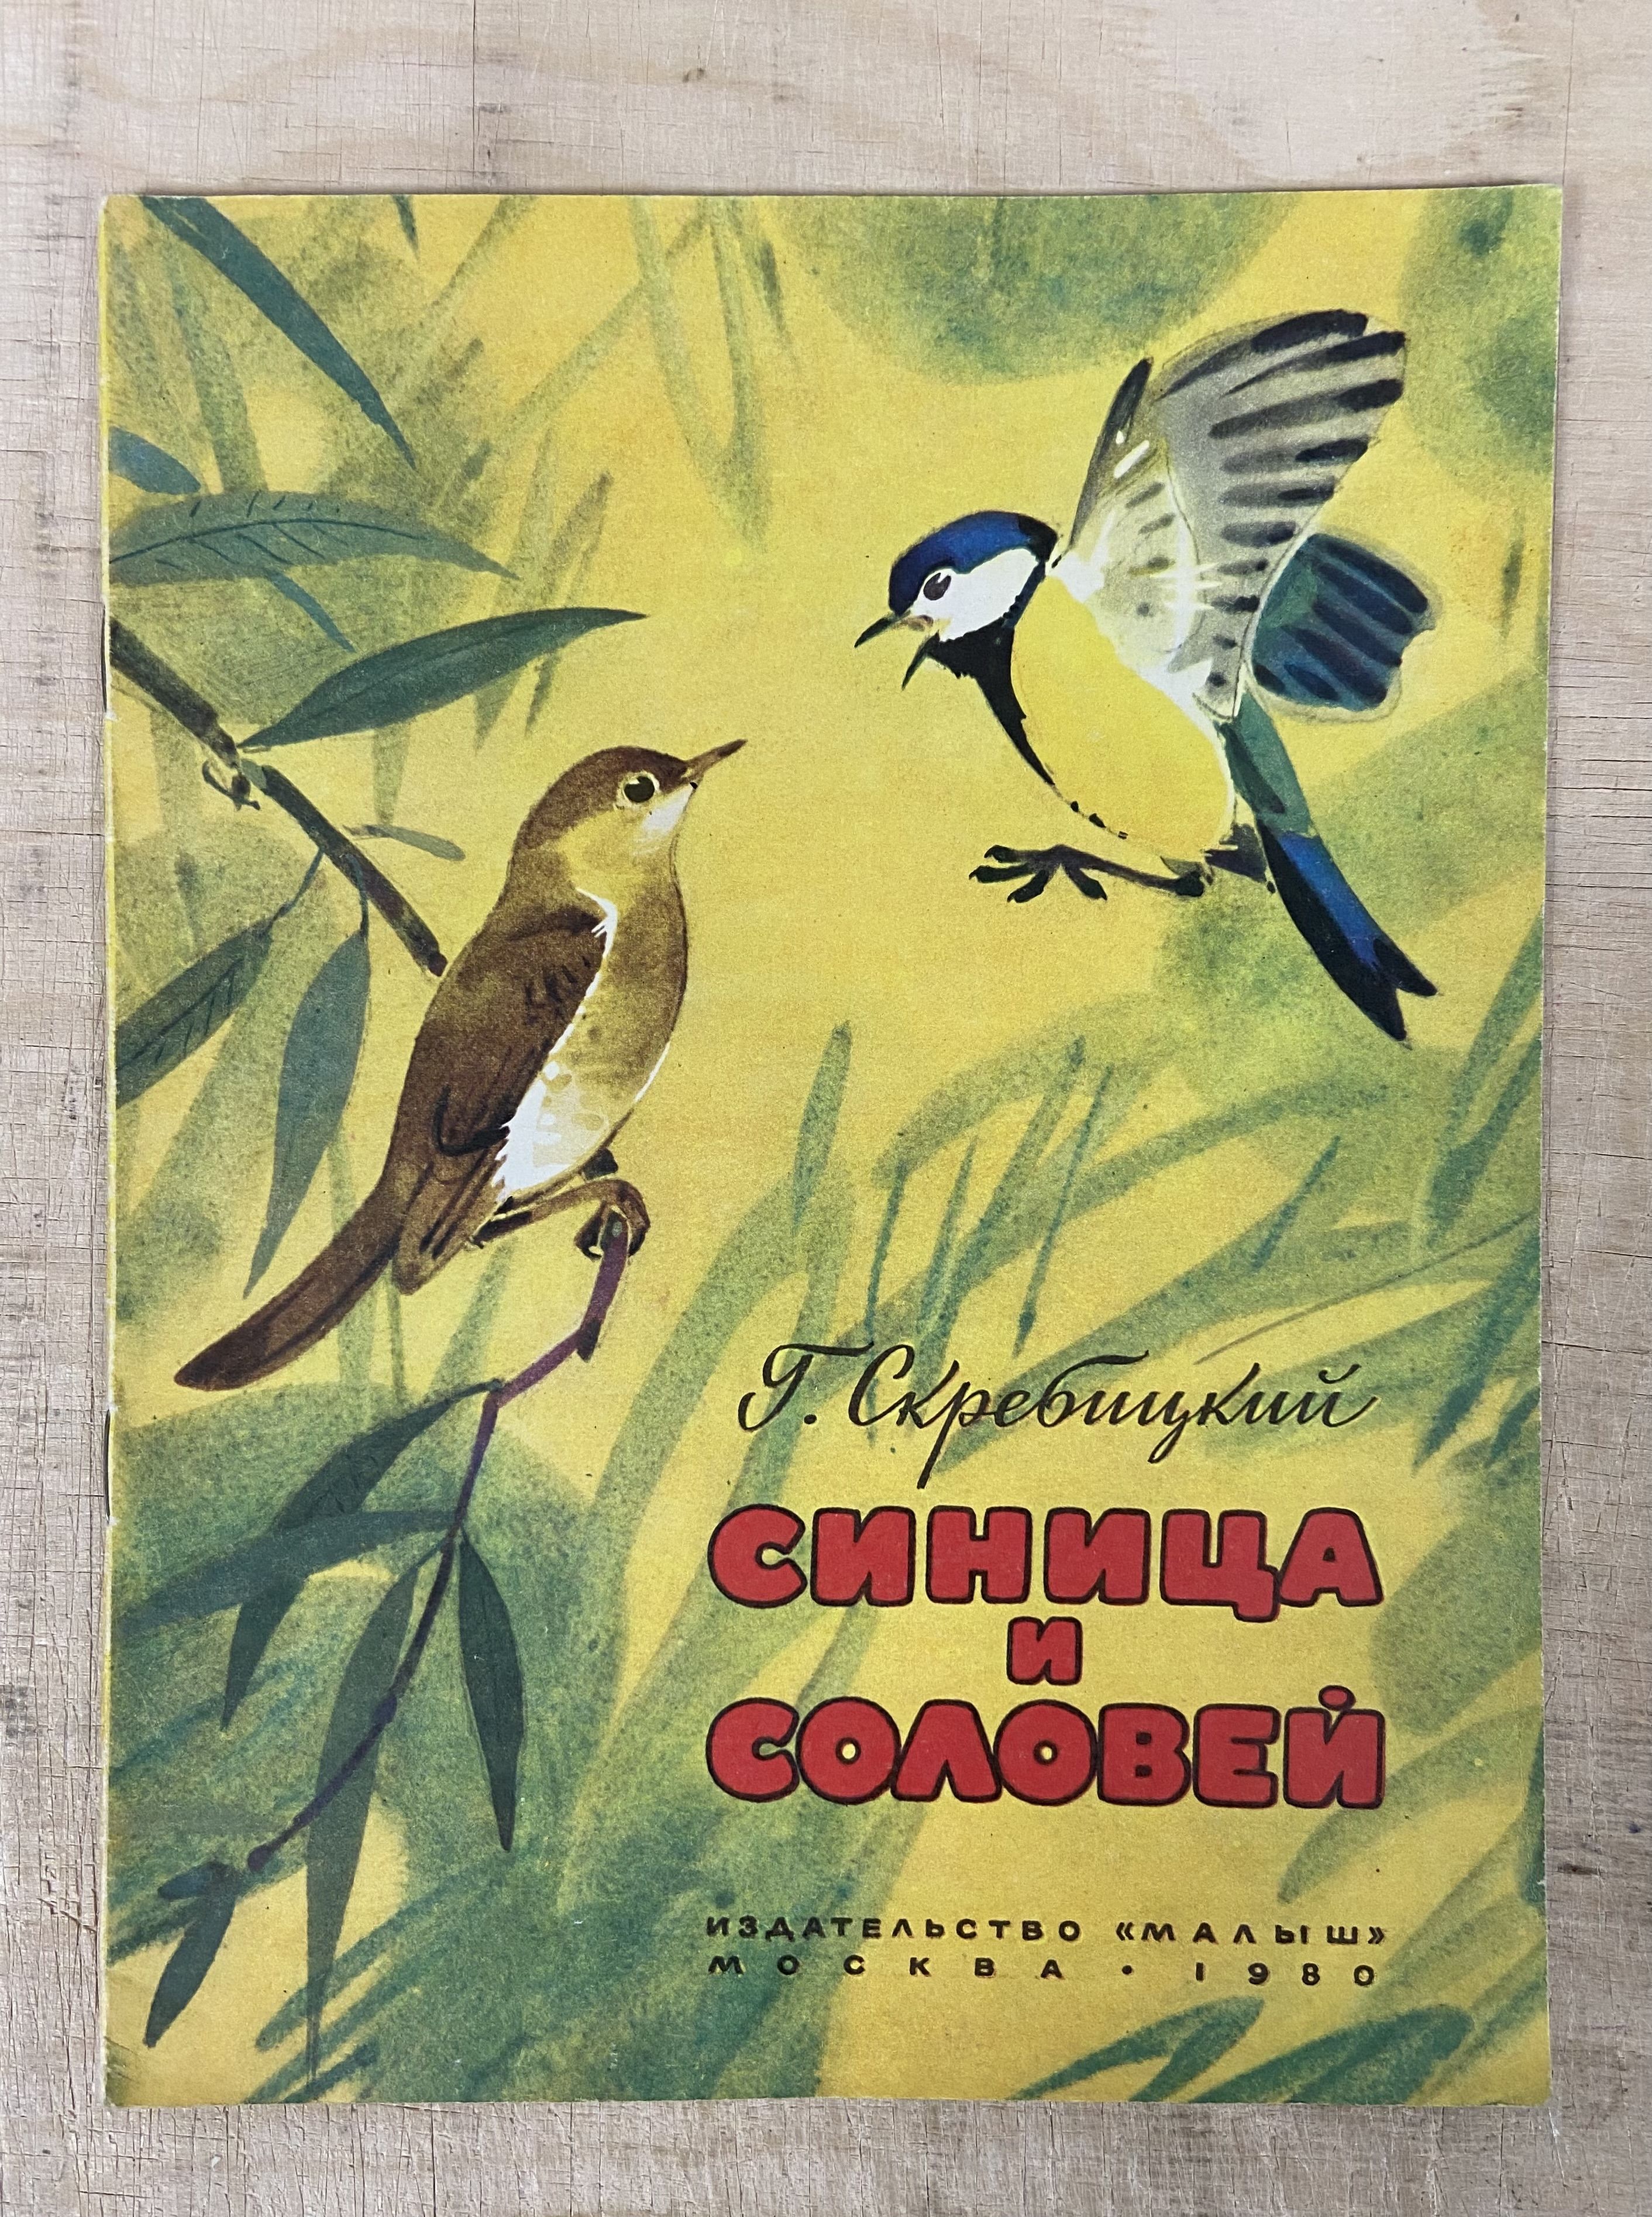 Г. Скребицкий
СИНИЦА
И
СОЛОВЕЙ
ИЗДАТЕЛЬСТВО «МАЛЫШ»
МОСКВА • 1980